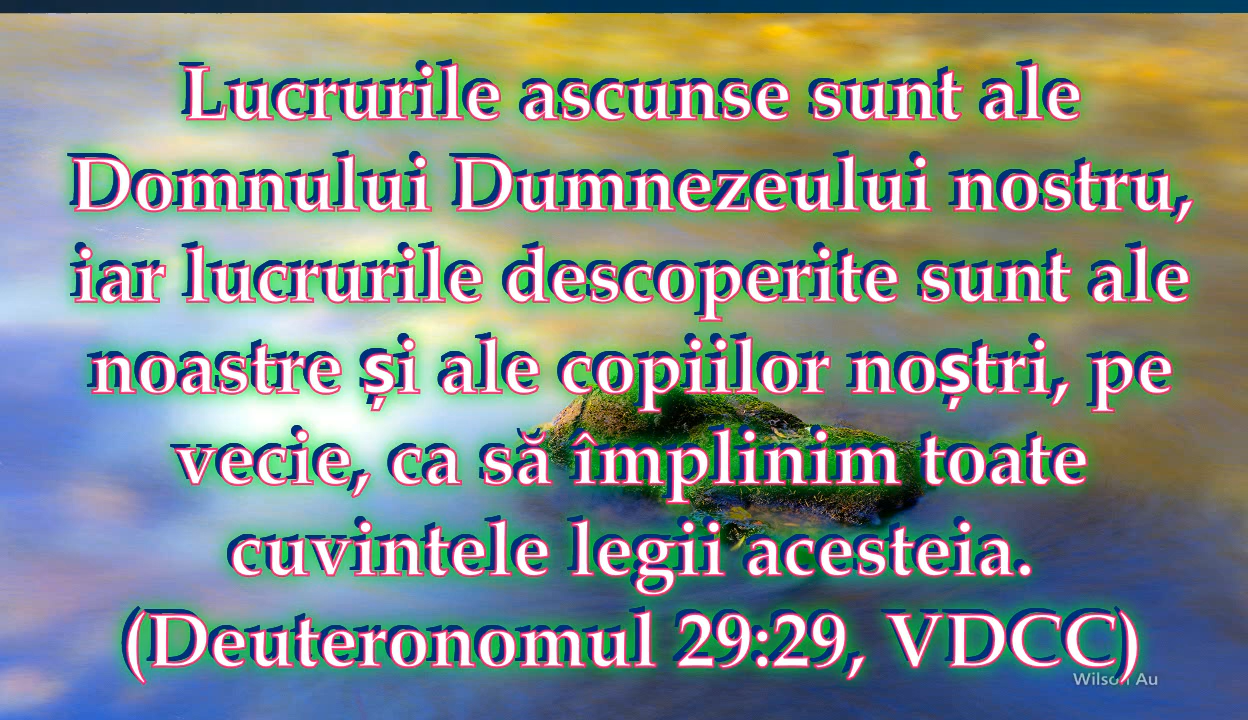 Lucrurile ascunse sunt ale
Domnului Dumnezeului nostru,
iar lucrurile descoperite sunt ale
noastre și ale copiilor noștri, pe
vecie, ca să împlinim toate
cuvintele legii acesteia.
(Deuteronomul 29:29, VDCC)
Wilson Au